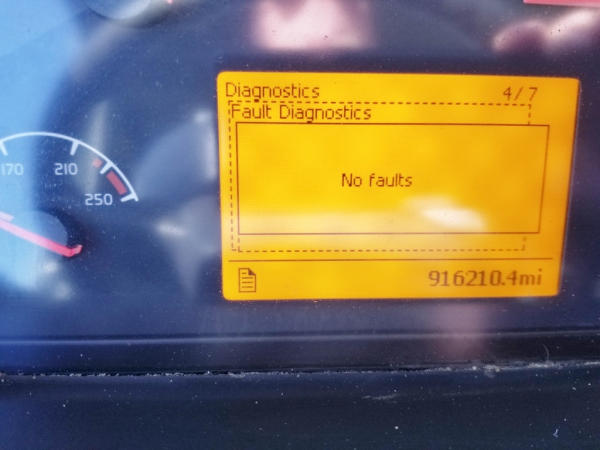 Diagnostics 4/7
Fault Diagnostics
No faults
916210.4mi
170 210 250